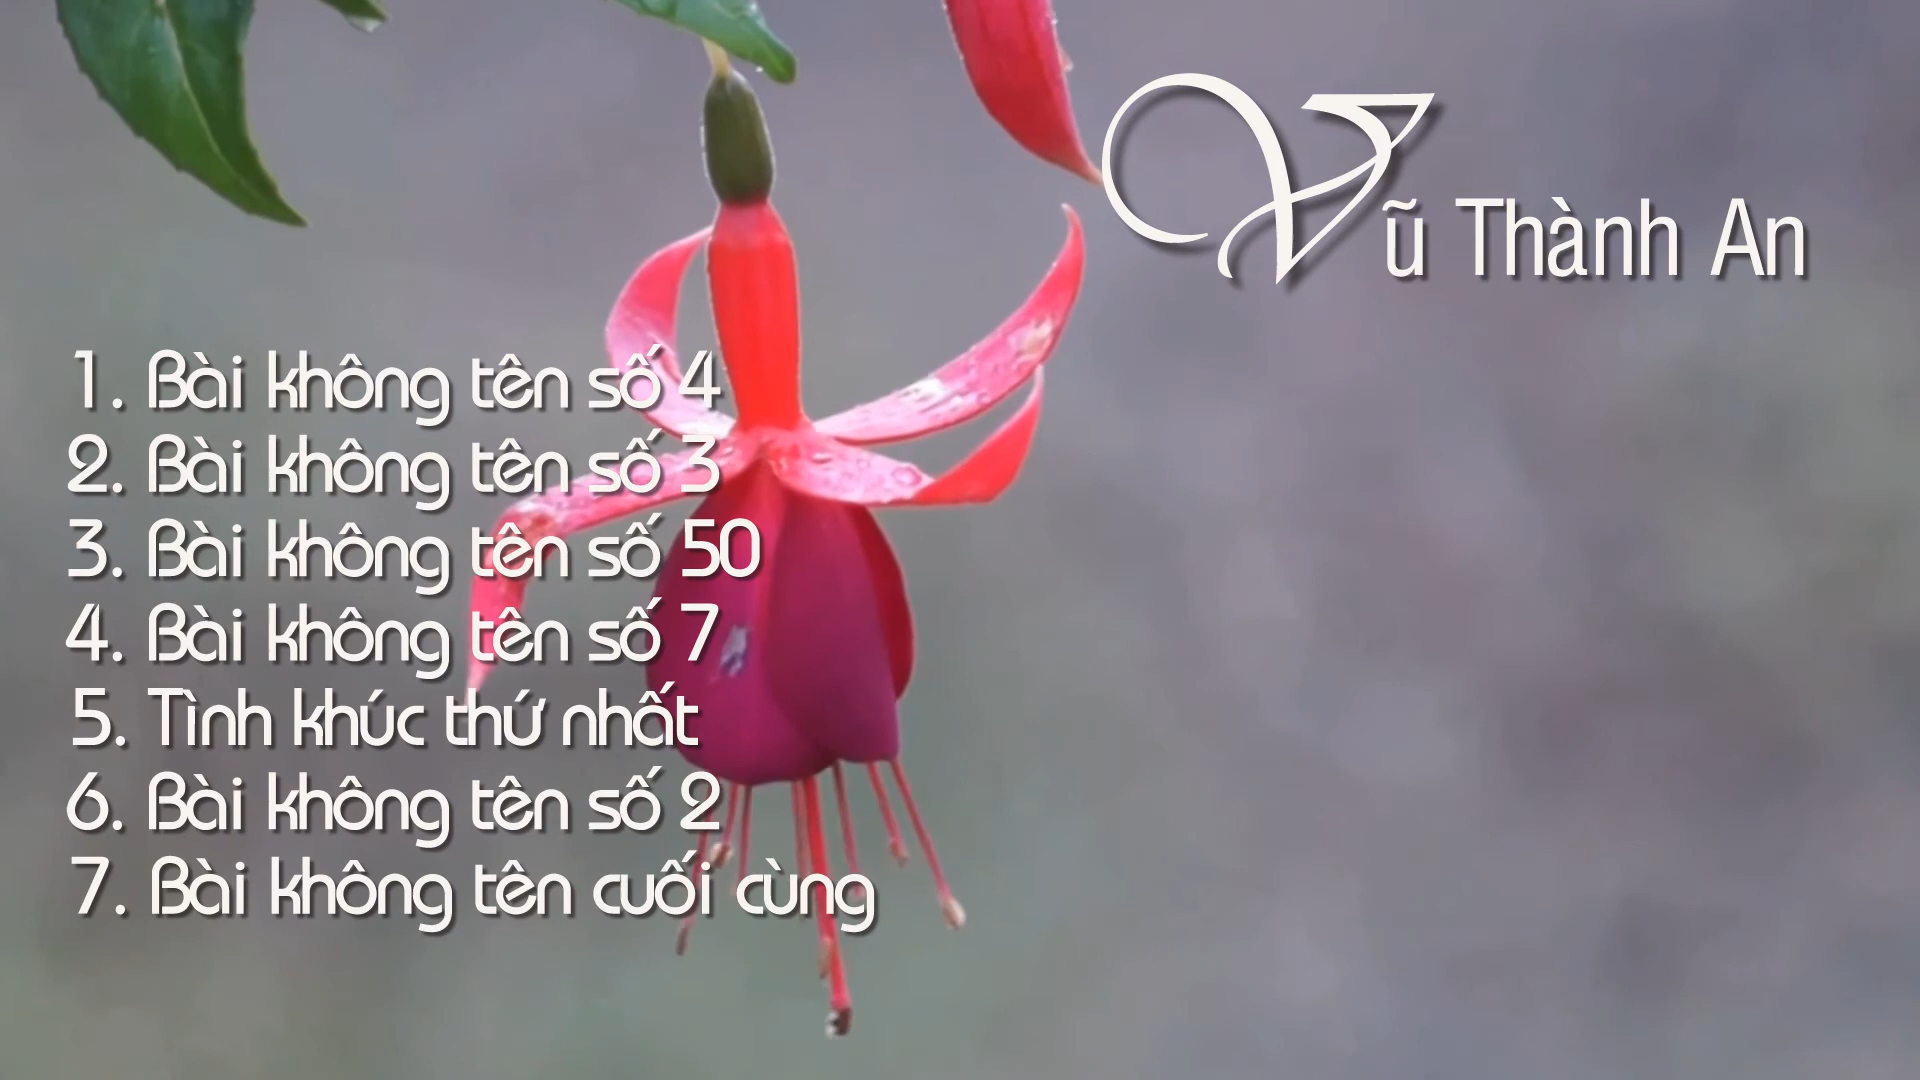 Vũ Thành An
1. Bài không tên số 4
2. Bài không tên số 3
3. Bài không tên số 50
4. Bài không tên số 7
5. Tình khúc thứ nhất
6. Bài không tên số 2
7. Bài không tên cuối cùng